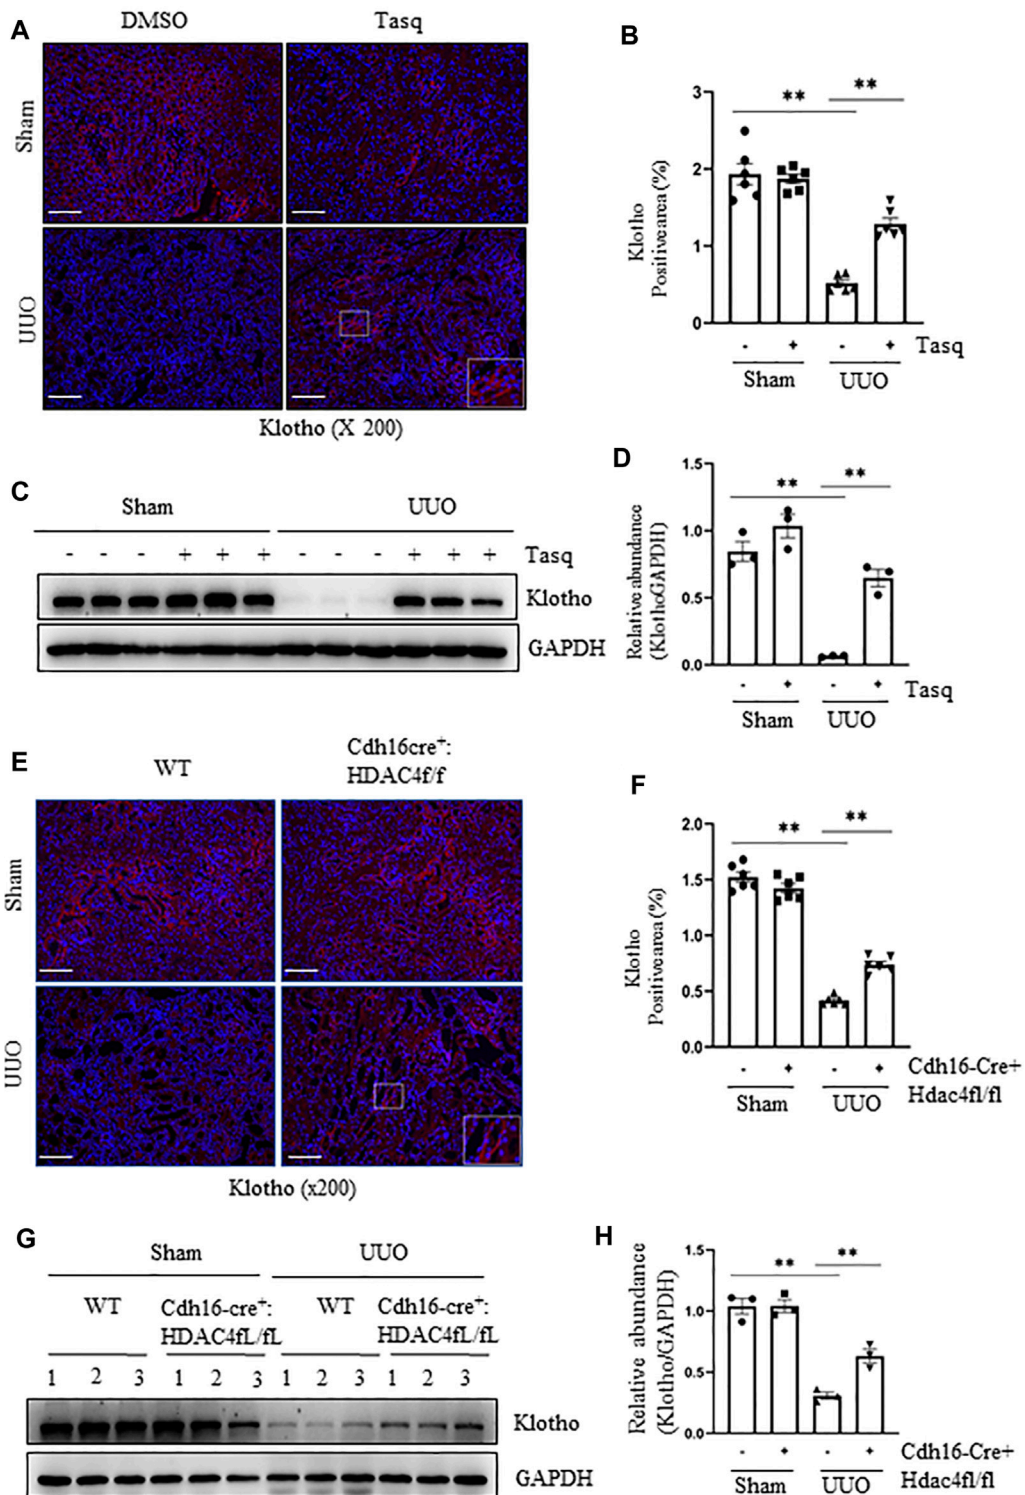 A
DMSO
Tasq
Sham
UUO
Klotho (X 200)
B
**
**
3
2
1
0
Klotho
Positivearea (%)
- + - + Tasq
Sham UUO
C
Sham UUO
- - - + + + - - - + + + Tasq
Klotho
GAPDH
D
**
**
1.5
1.0
0.5
0.0
Relative abundance
(KlothoGAPDH)
- + - + Tasq
Sham UUO
E
WT
Cdh16cre+:
HDAC4f/f
Sham
UUO
Klotho (x200)
F
**
**
2.0
1.5
1.0
0.5
0.0
Klotho
Positivearea (%)
- + - + Cdh16-Cre+
Hdac4fl/fl
Sham UUO
G
Sham UUO
WT Cdh16-cre+: WT Cdh16-cre+:
HDAC4fL/fL HDAC4fL/fL
1 2 3 1 2 3 1 2 3 1 2 3
Klotho
GAPDH
H
**
**
1.5
1.0
0.5
0.0
Relative abundance
(Klotho/GAPDH)
- + - + Cdh16-Cre+
Hdac4fl/fl
Sham UUO